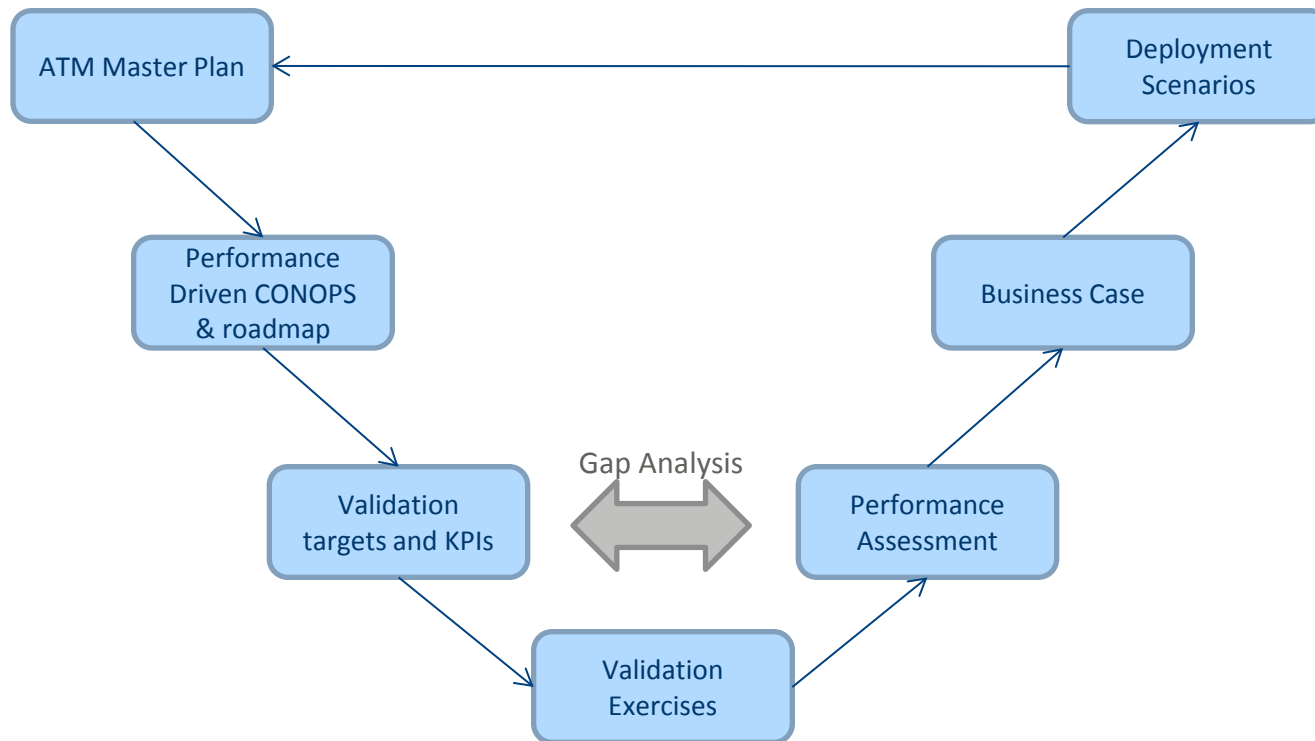 ATM Master Plan
Deployment
Scenarios
Performance
Driven CONOPS
& roadmap
Business Case
Gap Analysis
Validation
targets and KPIs
Performance
Assessment
Validation
Exercises